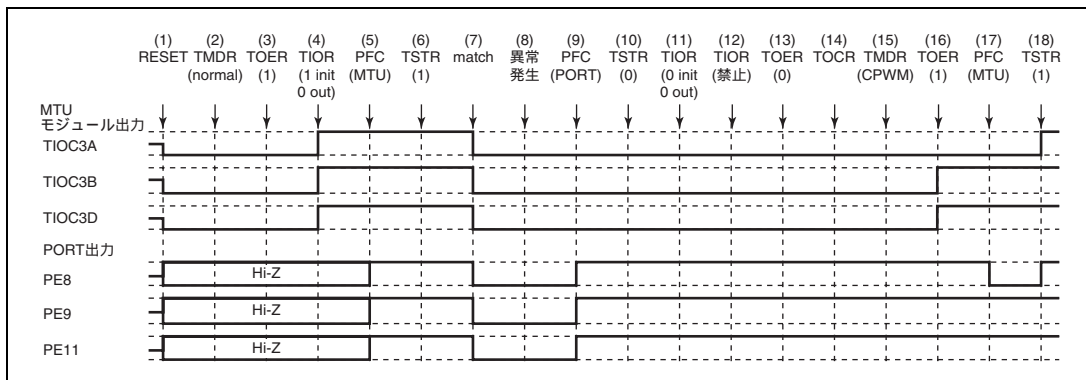 (1) (2) (3) (4) (5) (6) (7) (8) (9) (10) (11) (12) (13) (14) (15) (16) (17) (18)
RESET TMDR TOER TIOR PFC TSTR match 異常 PFC TSTR TIOR TIOR TOER TOCR TMDR TOER PFC TSTR
(normal) (1) (1 init (MTU) (1) 発生 (PORT) (0) (0 init (禁止) (0) (CPWM) (1) (MTU) (1)
0 out) 0 out)
MTU
モジュール出力
TIOC3A
TIOC3B
TIOC3D
PORT出力
PE8 Hi-Z
PE9 Hi-Z
PE11 Hi-Z